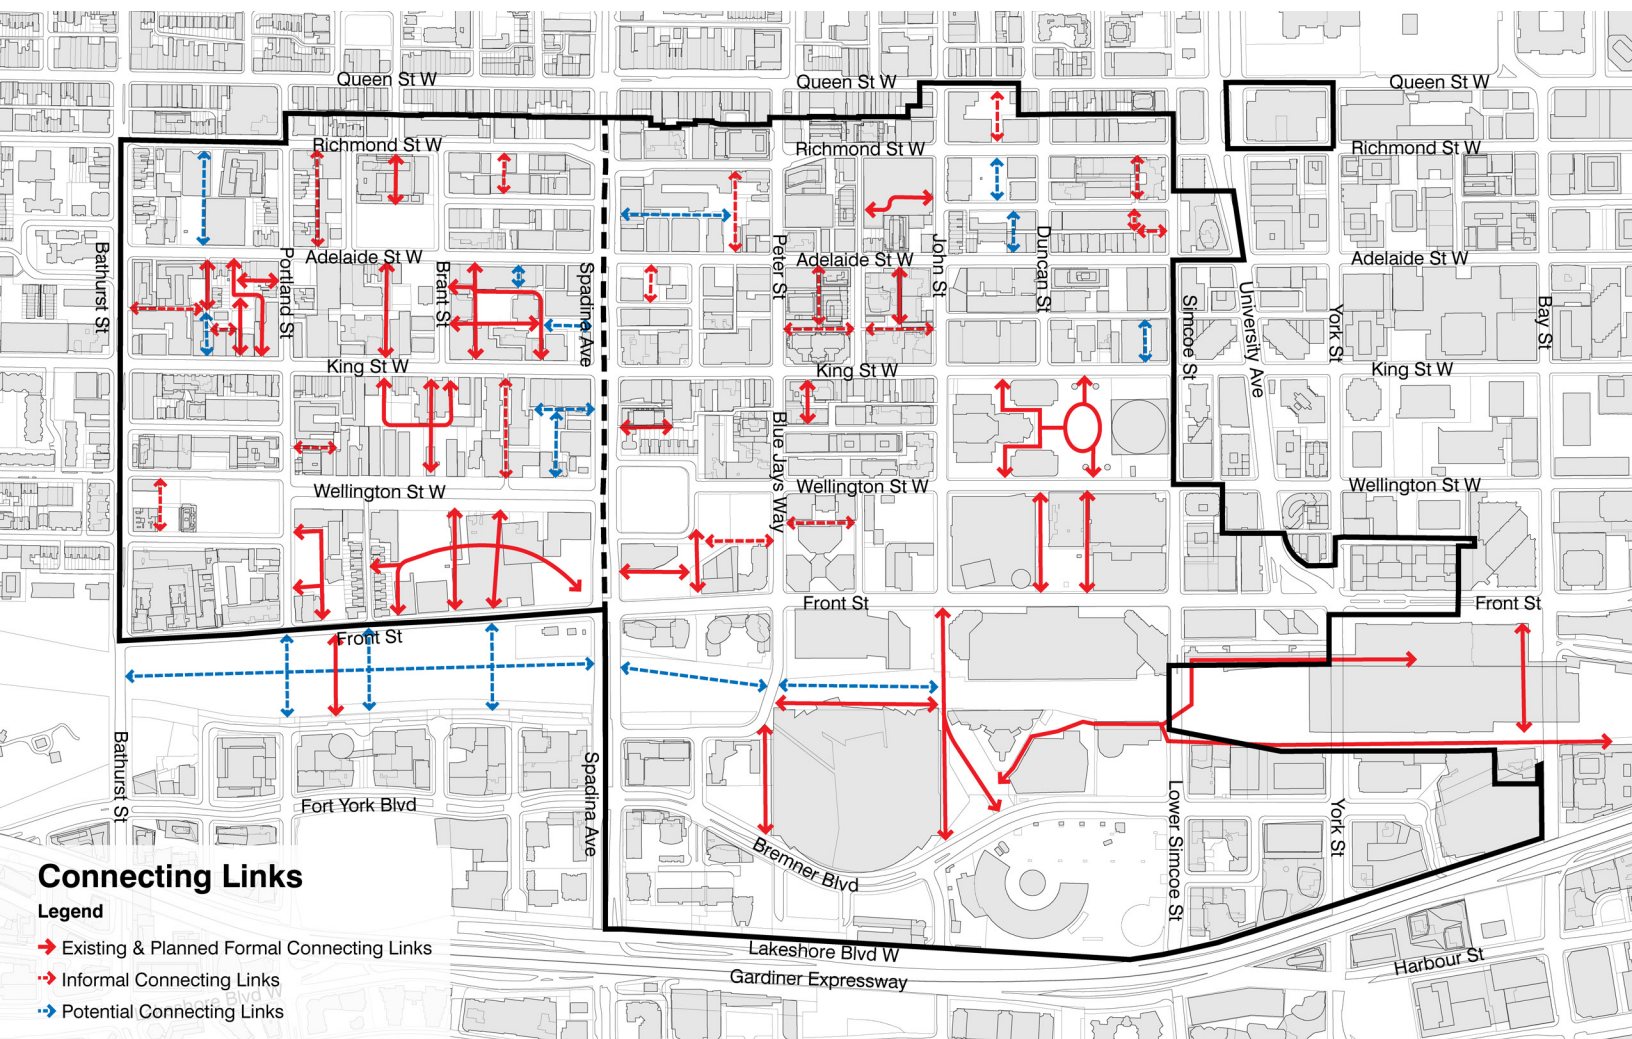 Queen St W
Queen St W
Queen St W
Richmond St W
Richmond St W
Richmond St W
Bathurst St
Portland St
Adelaide St W
Brant St
Spadina Ave
Peter St
Adelaide St W
John St
Duncan St
Adelaide St W
Simcoe St
University Ave
York St
Bay St
King St W
King St W
King St W
Blue Jays Way
Wellington St W
Wellington St W
Wellington St W
Front St
Front St
Front St
Bathurst St
Spadina Ave
Fort York Blvd
Bremner Blvd
Lower Simcoe St
York St
Lakeshore Blvd W
Gardiner Expressway
Harbour St
Connecting Links
Legend
Existing & Planned Formal Connecting Links
Informal Connecting Links
Lakeshore Blvd W
Potential Connecting Links